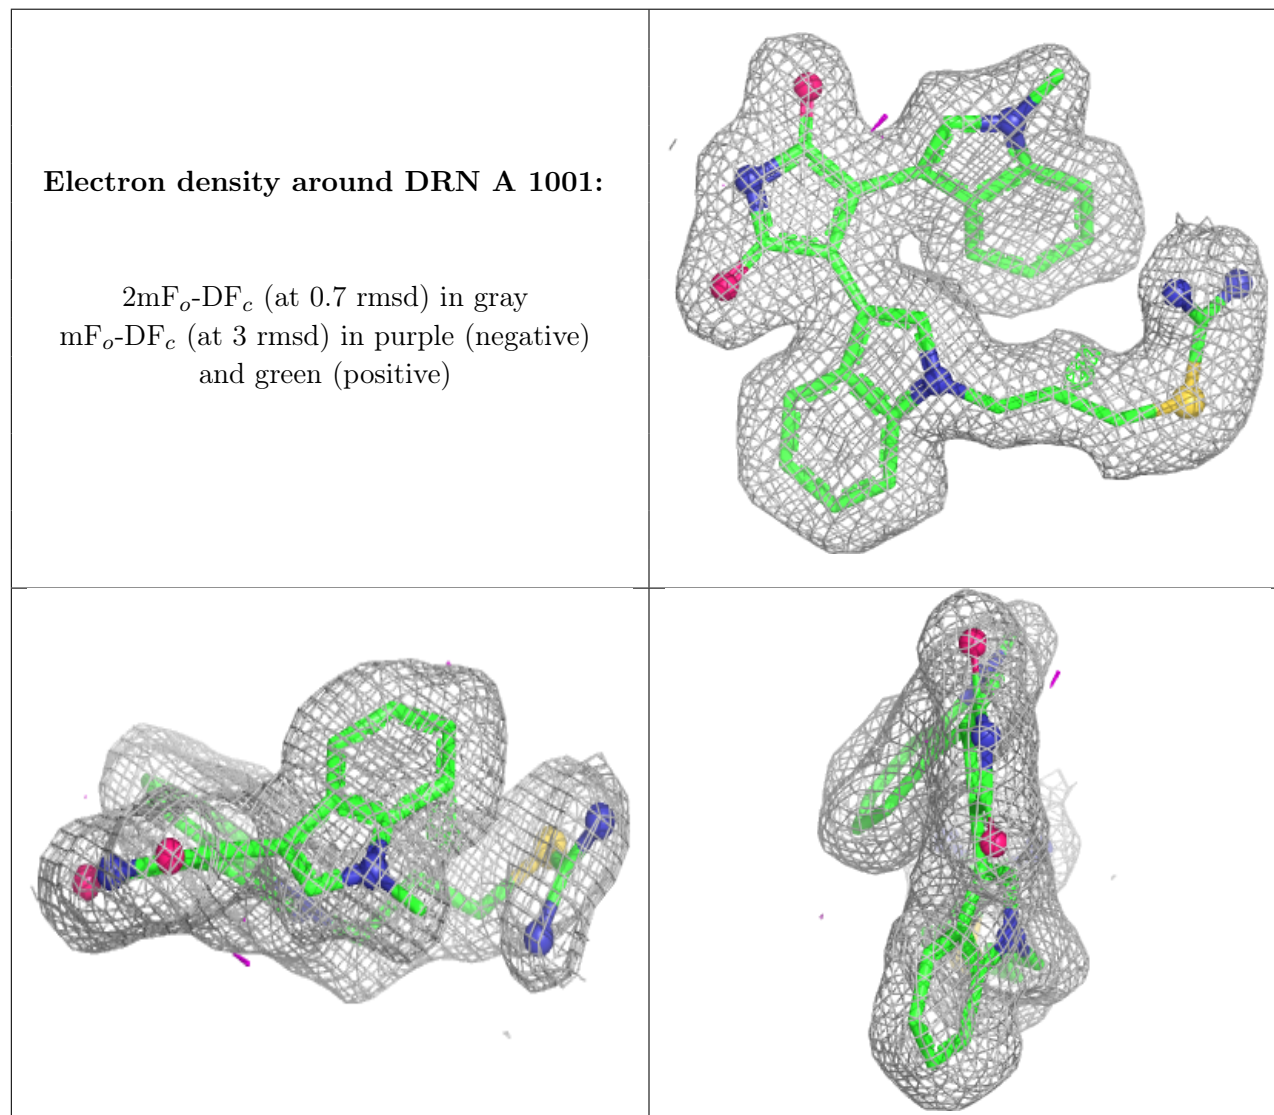 Electron density around DRN A 1001:
2mFₒ-DF𝒸 (at 0.7 rmsd) in gray
mFₒ-DF𝒸 (at 3 rmsd) in purple (negative)
and green (positive)